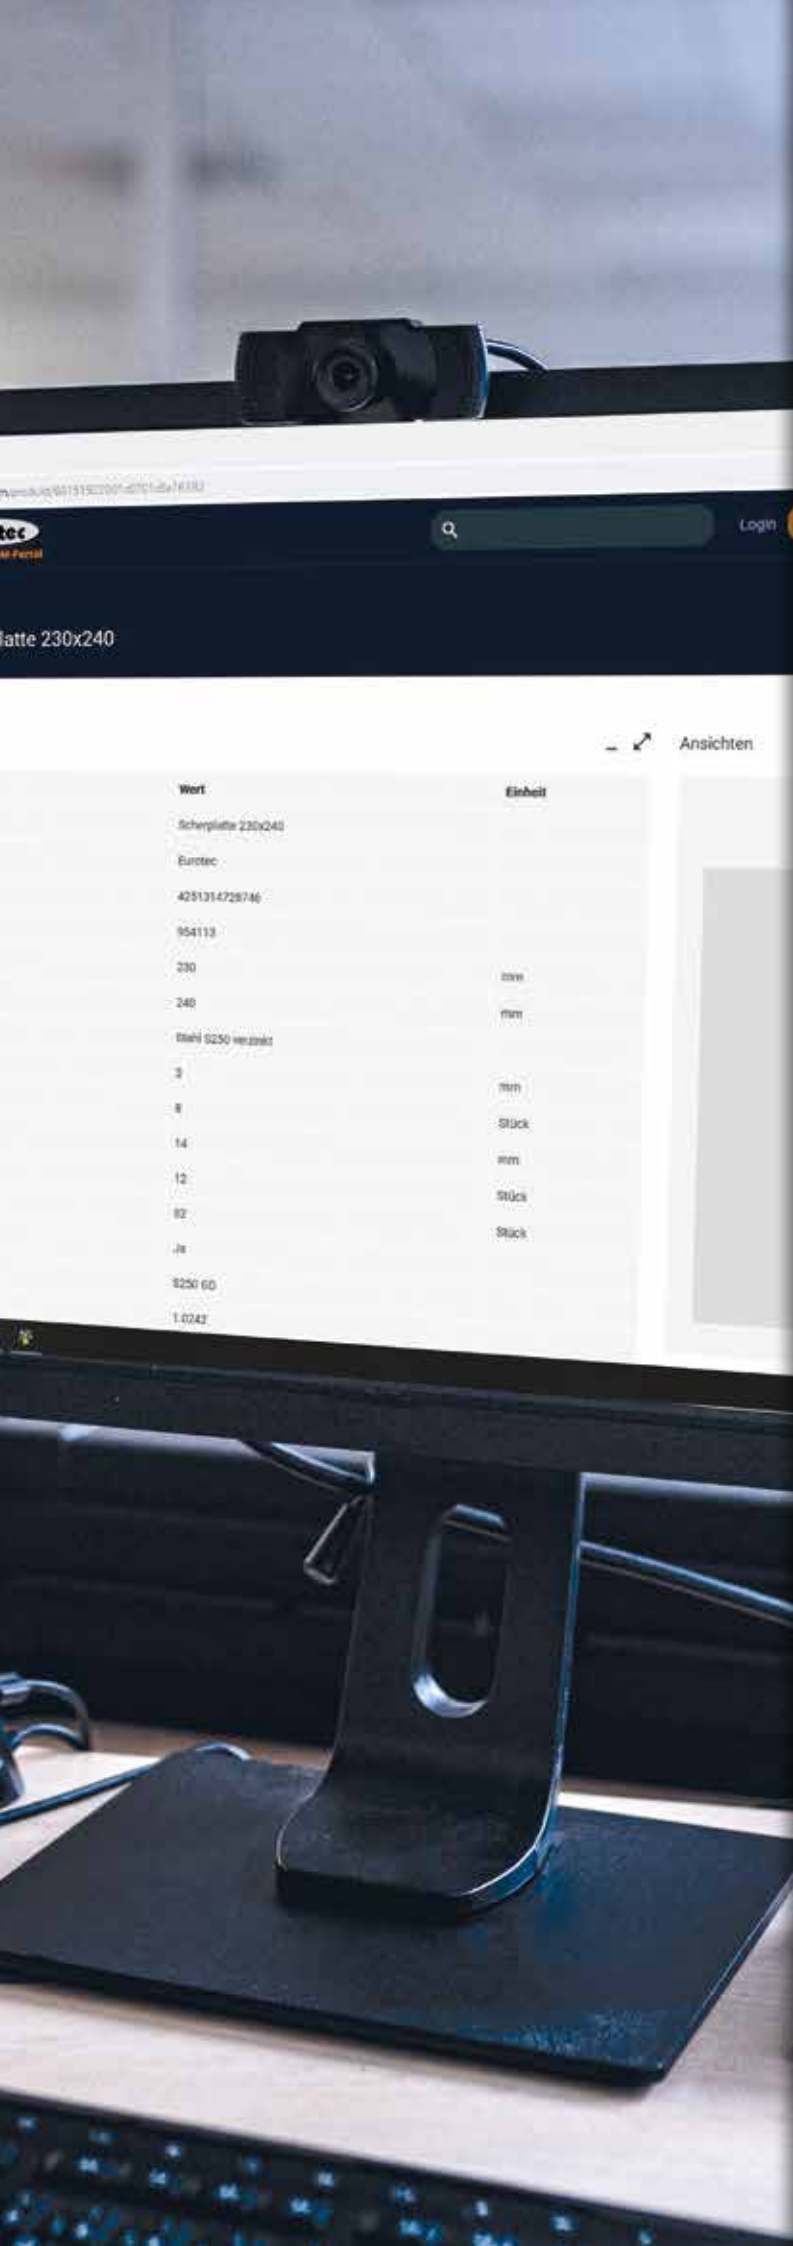 tec
Login
latte 230x240
Ansichten
Wert Einheit
Scherplatte 230x240
Eurotec
4251314728746
954113
230 mm
240 mm
Stahl S250 verzinkt
3 mm
8 Stück
14 mm
12 Stück
Stück
Ja
S250 GD
1.0242